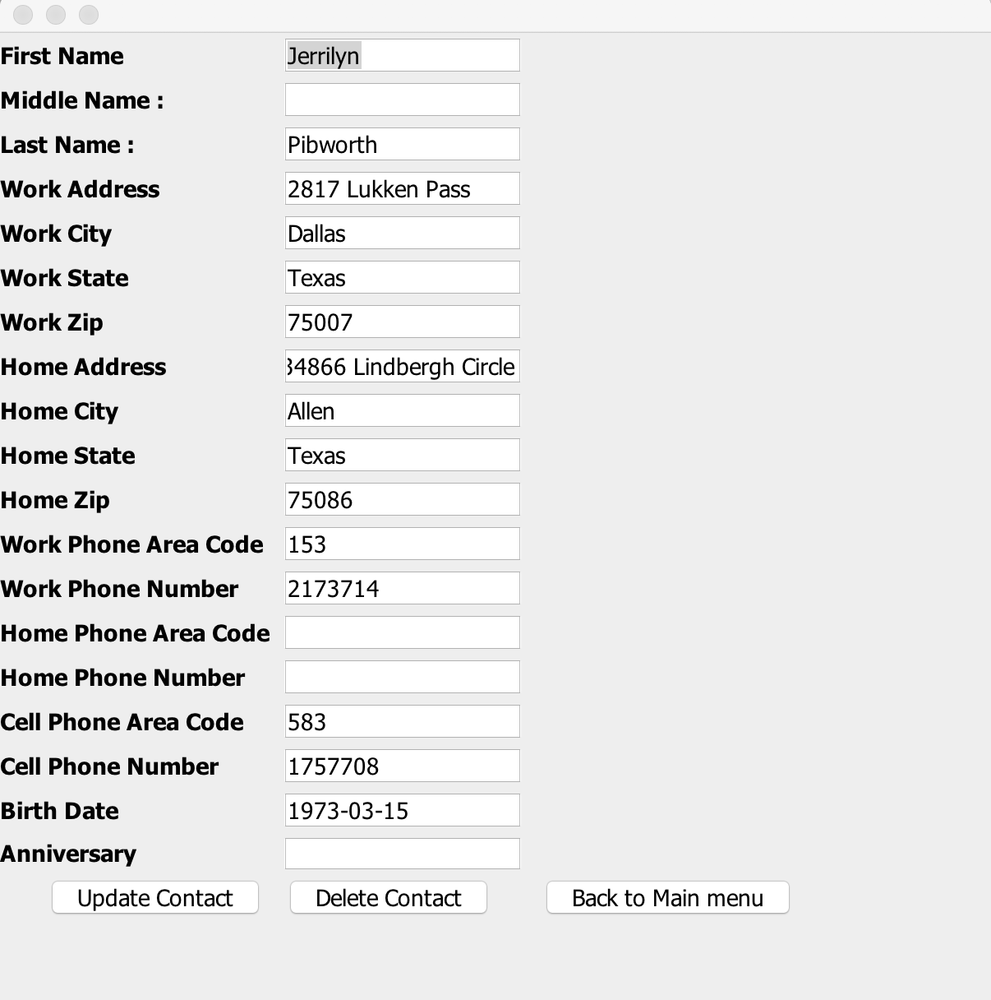 First Name Jerrilyn
Middle Name :
Last Name : Pibworth
Work Address 2817 Lukken Pass
Work City Dallas
Work State Texas
Work Zip 75007
Home Address 34866 Lindbergh Circle
Home City Allen
Home State Texas
Home Zip 75086
Work Phone Area Code 153
Work Phone Number 2173714
Home Phone Area Code
Home Phone Number
Cell Phone Area Code 583
Cell Phone Number 1757708
Birth Date 1973-03-15
Anniversary
Update Contact Delete Contact Back to Main menu